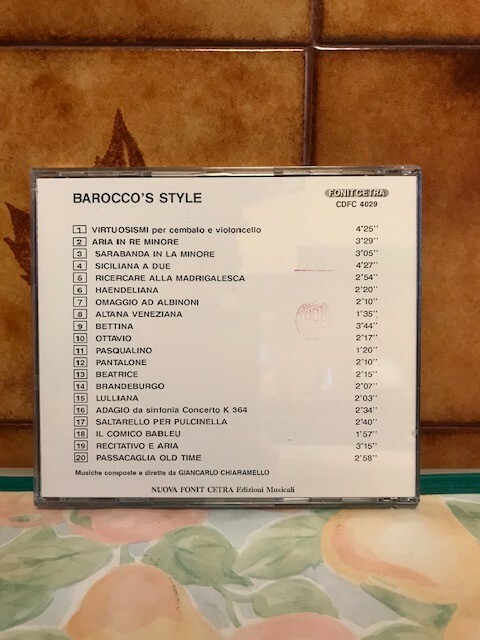 BAROCCO'S STYLE
FONIT CETRA
CDFC 4029
1 VIRTUOSISMI per cembalo e violoncello 4'25''
2 ARIA IN RE MINORE 3'29''
3 SARABANDA IN LA MINORE 3'05''
4 SICILIANA A DUE 4'27''
5 RICERCARE ALLA MADRIGALESCA 2'54''
6 HAENDELIANA 2'20''
7 OMAGGIO AD ALBINONI 2'10''
8 ALTANA VENEZIANA 1'35''
9 BETTINA 3'44''
10 OTTAVIO 2'17''
11 PASQUALINO 1'20''
12 PANTALONE 2'10''
13 BEATRICE 2'15''
14 BRANDEBURGO 2'07''
15 LULLIANA 2'03''
16 ADAGIO da sinfonia Concerto K 364 2'34''
17 SALTARELLO PER PULCINELLA 2'40''
18 IL COMICO BABLEU 1'57''
19 RECITATIVO E ARIA 3'15''
20 PASSACAGLIA OLD TIME 2'58''
Musiche composte e dirette da GIANCARLO CHIARAMELLO
NUOVA FONIT CETRA Edizioni Musicali